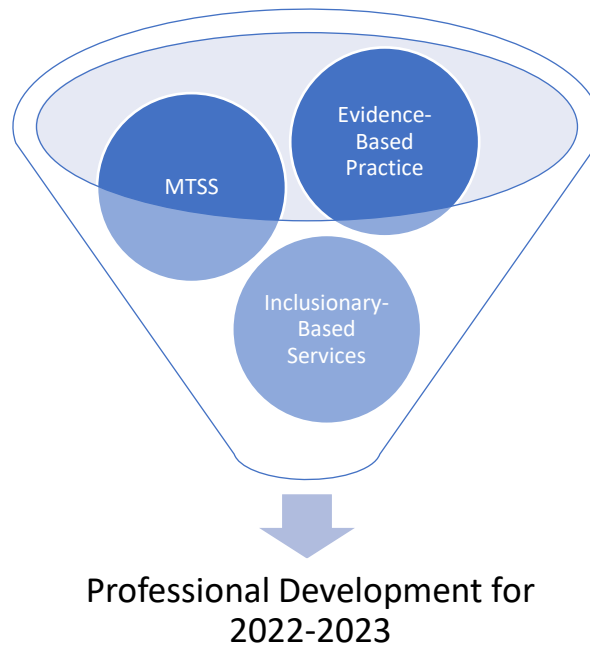 Evidence-
Based
Practice
MTSS
Inclusionary-
Based
Services
Professional Development for
2022-2023